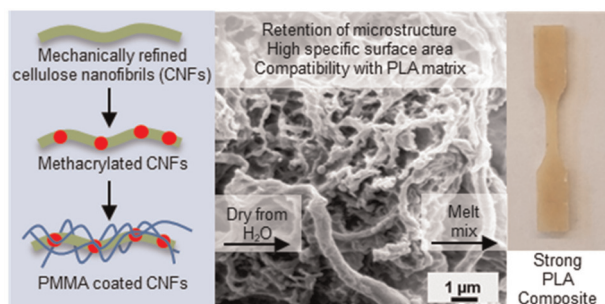 Mechanically refined
cellulose nanofibrils (CNFs)
Methacrylated CNFs
PMMA coated CNFs
Retention of microstructure
High specific surface area
Compatibility with PLA matrix
Dry from
H₂O
Melt
mix
1 µm
Strong
PLA
Composite